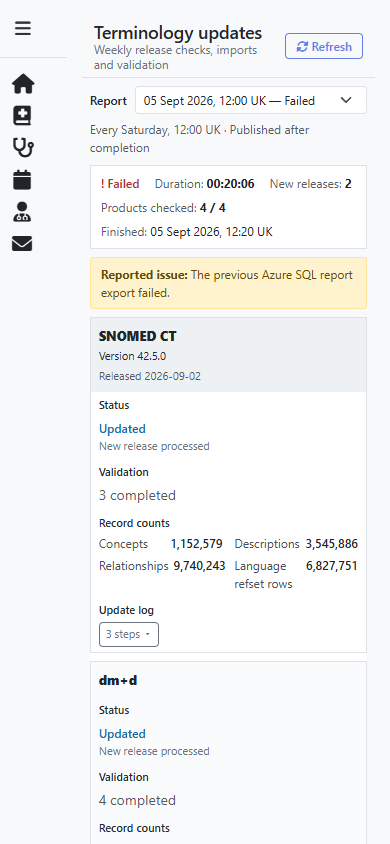 Terminology updates
Weekly release checks, imports
and validation
Refresh
Report
05 Sept 2026, 12:00 UK — Failed
Every Saturday, 12:00 UK · Published after
completion
! Failed Duration: 00:20:06 New releases: 2
Products checked: 4 / 4
Finished: 05 Sept 2026, 12:20 UK
Reported issue: The previous Azure SQL report
export failed.
SNOMED CT
Version 42.5.0
Released 2026-09-02
Status
Updated
New release processed
Validation
3 completed
Record counts
Concepts 1,152,579 Descriptions 3,545,886
Relationships 9,740,243 Language 6,827,751
refset rows
Update log
3 steps
dm+d
Status
Updated
New release processed
Validation
4 completed
Record counts